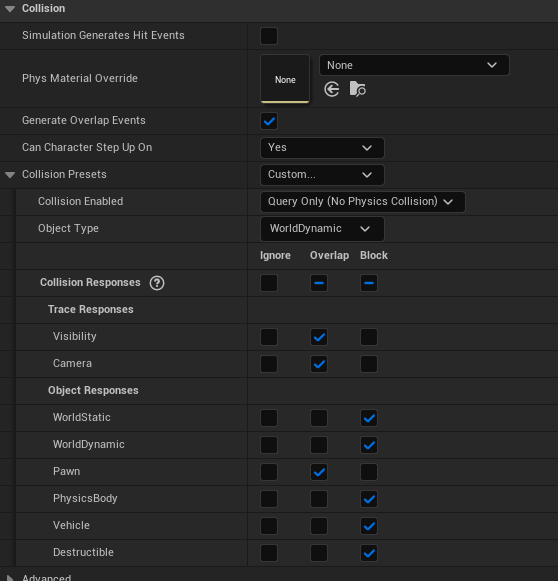 Collision
Simulation Generates Hit Events
Phys Material Override
None
None
Generate Overlap Events
Can Character Step Up On
Yes
Collision Presets
Custom...
Collision Enabled
Query Only (No Physics Collision)
Object Type
WorldDynamic
Ignore Overlap Block
Collision Responses ?
Trace Responses
Visibility
Camera
Object Responses
WorldStatic
WorldDynamic
Pawn
PhysicsBody
Vehicle
Destructible
Advanced